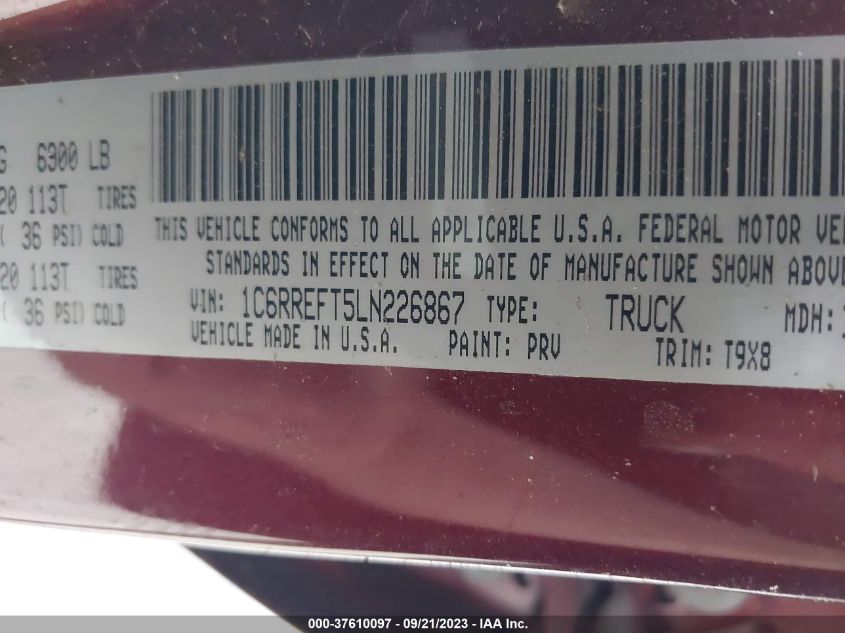 G 6300 LB
20 113T TIRES
( 36 PSI) COLD
20 113T TIRES
( 36 PSI) COLD
THIS VEHICLE CONFORMS TO ALL APPLICABLE U.S.A. FEDERAL MOTOR VE
STANDARDS IN EFFECT ON THE DATE OF MANUFACTURE SHOWN ABOVE
VIN: 1C6RREFT5LN226867 TYPE: TRUCK MDH:
VEHICLE MADE IN U.S.A. PAINT: PRV TRIM: T9X8
000-37610097 - 09/21/2023 - IAA Inc.